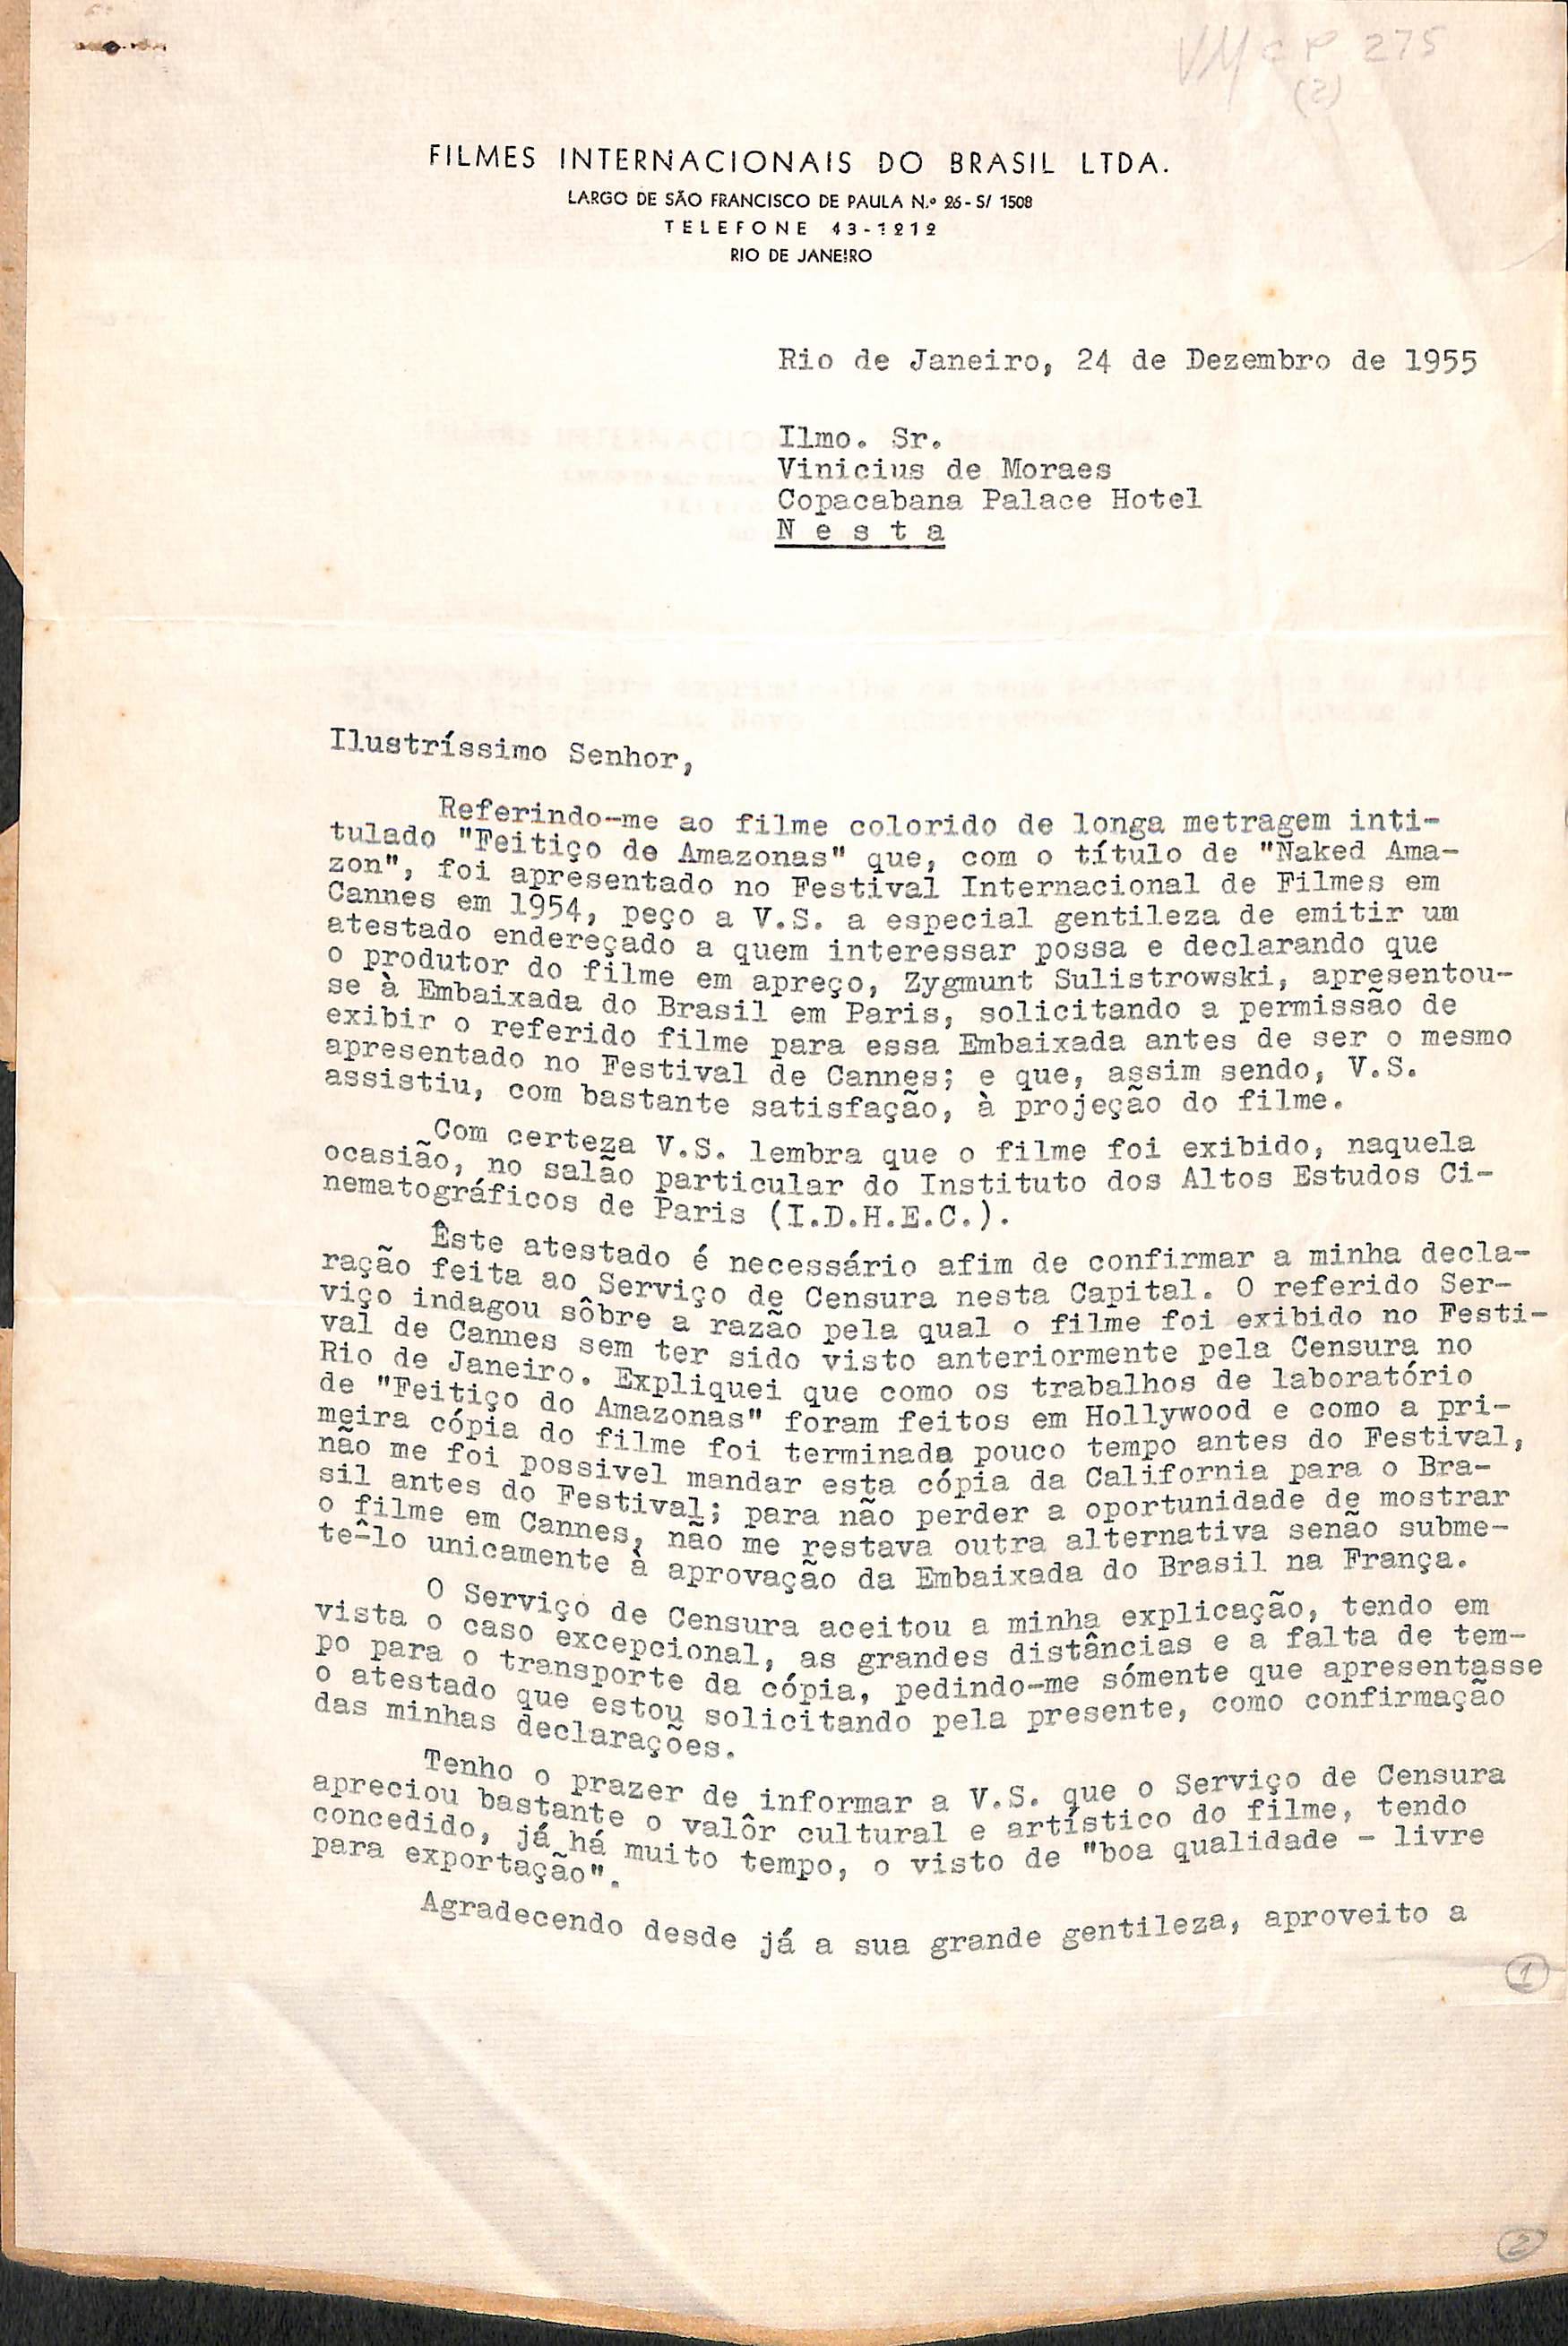 VMCP 275
(2)
FILMES INTERNACIONAIS DO BRASIL LTDA.
LARGO DE SÃO FRANCISCO DE PAULA N.º 26 - S/ 1508
TELEFONE 43-1212
RIO DE JANEIRO
Rio de Janeiro, 24 de Dezembro de 1955
Ilmo. Sr.
Vinicius de Moraes
Copacabana Palace Hotel
N e s t a
Ilustríssimo Senhor,
Referindo-me ao filme colorido de longa metragem inti-
tulado "Feitiço do Amazonas" que, com o título de "Naked Ama-
zon", foi apresentado no Festival Internacional de Filmes em
Cannes em 1954, peço a V.S. a especial gentileza de emitir um
atestado endereçado a quem interessar possa e declarando que
o produtor do filme em apreço, Zygmunt Sulistrowski, apresentou-
se à Embaixada do Brasil em Paris, solicitando a permissão de
exibir o referido filme para essa Embaixada antes de ser o mesmo
apresentado no Festival de Cannes; e que, assim sendo, V.S.
assistiu, com bastante satisfação, à projeção do filme.
Com certeza V.S. lembra que o filme foi exibido, naquela
ocasião, no salão particular do Instituto dos Altos Estudos Ci-
nematográficos de Paris (I.D.H.E.C.).
Êste atestado é necessário afim de confirmar a minha decla-
ração feita ao Serviço de Censura nesta Capital. O referido Ser-
viço indagou sôbre a razão pela qual o filme foi exibido no Festi-
val de Cannes sem ter sido visto anteriormente pela Censura no
Rio de Janeiro. Expliquei que como os trabalhos de laboratório
de "Feitiço do Amazonas" foram feitos em Hollywood e como a pri-
meira cópia do filme foi terminada pouco tempo antes do Festival,
não me foi possivel mandar esta cópia da California para o Bra-
sil antes do Festival; para não perder a oportunidade de mostrar
o filme em Cannes, não me restava outra alternativa senão subme-
tê-lo unicamente à aprovação da Embaixada do Brasil na França.
O Serviço de Censura aceitou a minha explicação, tendo em
vista o caso excepcional, as grandes distâncias e a falta de tem-
po para o transporte da cópia, pedindo-me sómente que apresentasse
o atestado que estou solicitando pela presente, como confirmação
das minhas declarações.
Tenho o prazer de informar a V.S. que o Serviço de Censura
apreciou bastante o valôr cultural e artístico do filme, tendo
concedido, já há muito tempo, o visto de "boa qualidade - livre
para exportação".
Agradecendo desde já a sua grande gentileza, aproveito a
1
2